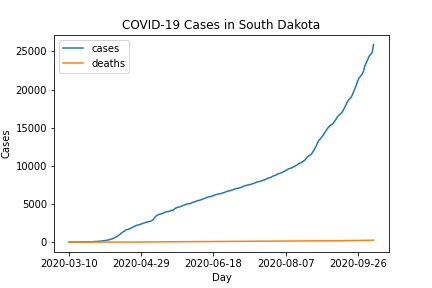 COVID-19 Cases in South Dakota
cases
deaths
25000
20000
15000
10000
5000
0
Cases
2020-03-10 2020-04-29 2020-06-18 2020-08-07 2020-09-26
Day